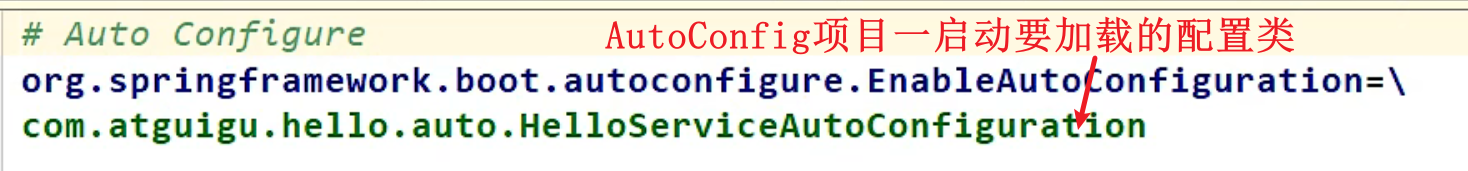 # Auto Configure
AutoConfig项目一启动要加载的配置类
org.springframework.boot.autoconfigure.EnableAutoConfiguration=\
com.atguigu.hello.auto.HelloServiceAutoConfiguration